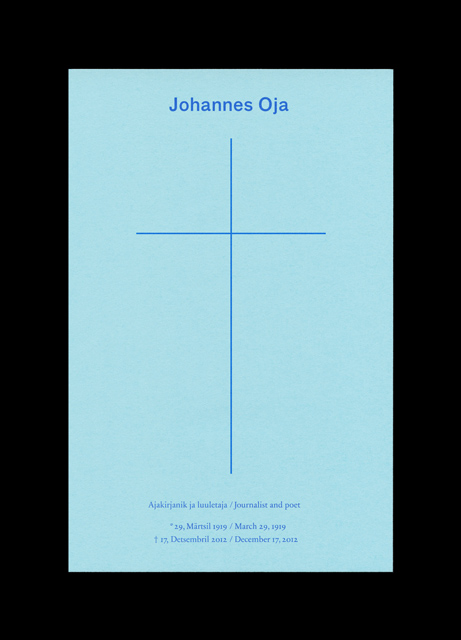 Johannes Oja
Ajakirjanik ja luuletaja / Journalist and poet
* 29, Märtsil 1919 / March 29, 1919
† 17, Detsembril 2012 / December 17, 2012